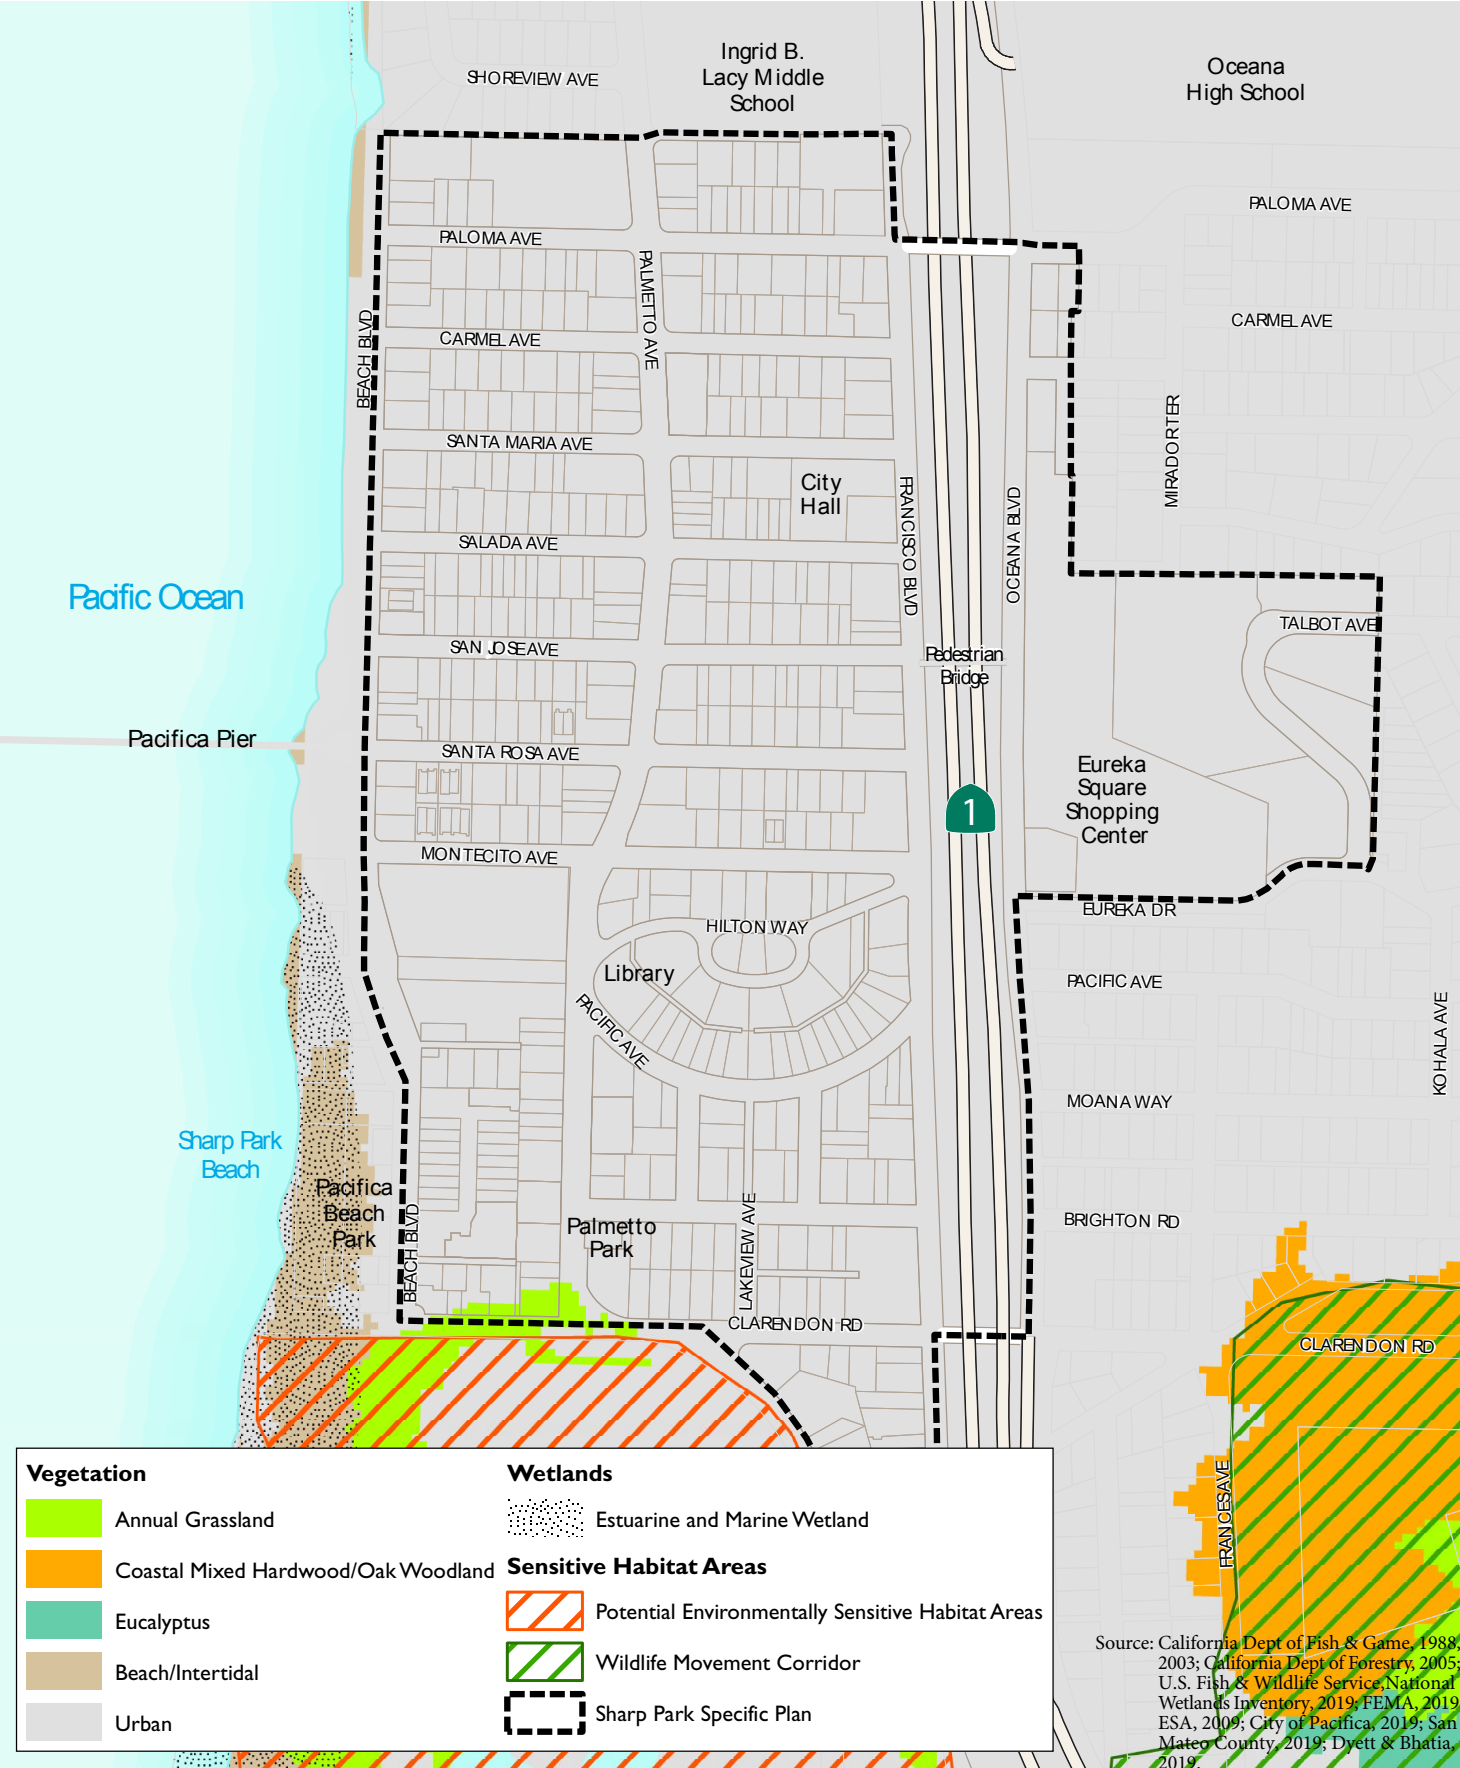 SHOREVIEW AVE
Ingrid B.
Lacy Middle
School
Oceana
High School
PALOMA AVE
PALOMA AVE
PALMETTO AVE
BEACH BLVD
CARMEL AVE
CARMEL AVE
MIRADOR TER
SANTA MARIA AVE
City
Hall
FRANCISCO BLVD
OCEANA BLVD
SALADA AVE
Pacific Ocean
TALBOT AVE
SAN JOSE AVE
Pedestrian
Bridge
Pacifica Pier
SANTA ROSA AVE
Eureka
Square
Shopping
Center
1
MONTECITO AVE
EUREKA DR
HILTON WAY
Library
PACIFIC AVE
PACIFIC AVE
KOHALA AVE
MOANA WAY
Sharp Park
Beach
Pacifica
Beach
Park
BEACH BLVD
Palmetto
Park
LAKEVIEW AVE
BRIGHTON RD
CLARENDON RD
CLARENDON RD
FRANCES AVE
Vegetation
Annual Grassland
Coastal Mixed Hardwood/Oak Woodland
Eucalyptus
Beach/Intertidal
Urban
Wetlands
Estuarine and Marine Wetland
Sensitive Habitat Areas
Potential Environmentally Sensitive Habitat Areas
Wildlife Movement Corridor
Sharp Park Specific Plan
Source: California Dept of Fish & Game, 1988,
2003; California Dept of Forestry, 2005;
U.S. Fish & Wildlife Service,National
Wetlands Inventory, 2019; FEMA, 2019
ESA, 2009; City of Pacifica, 2019; San
Mateo County, 2019; Dyett & Bhatia,
2019.